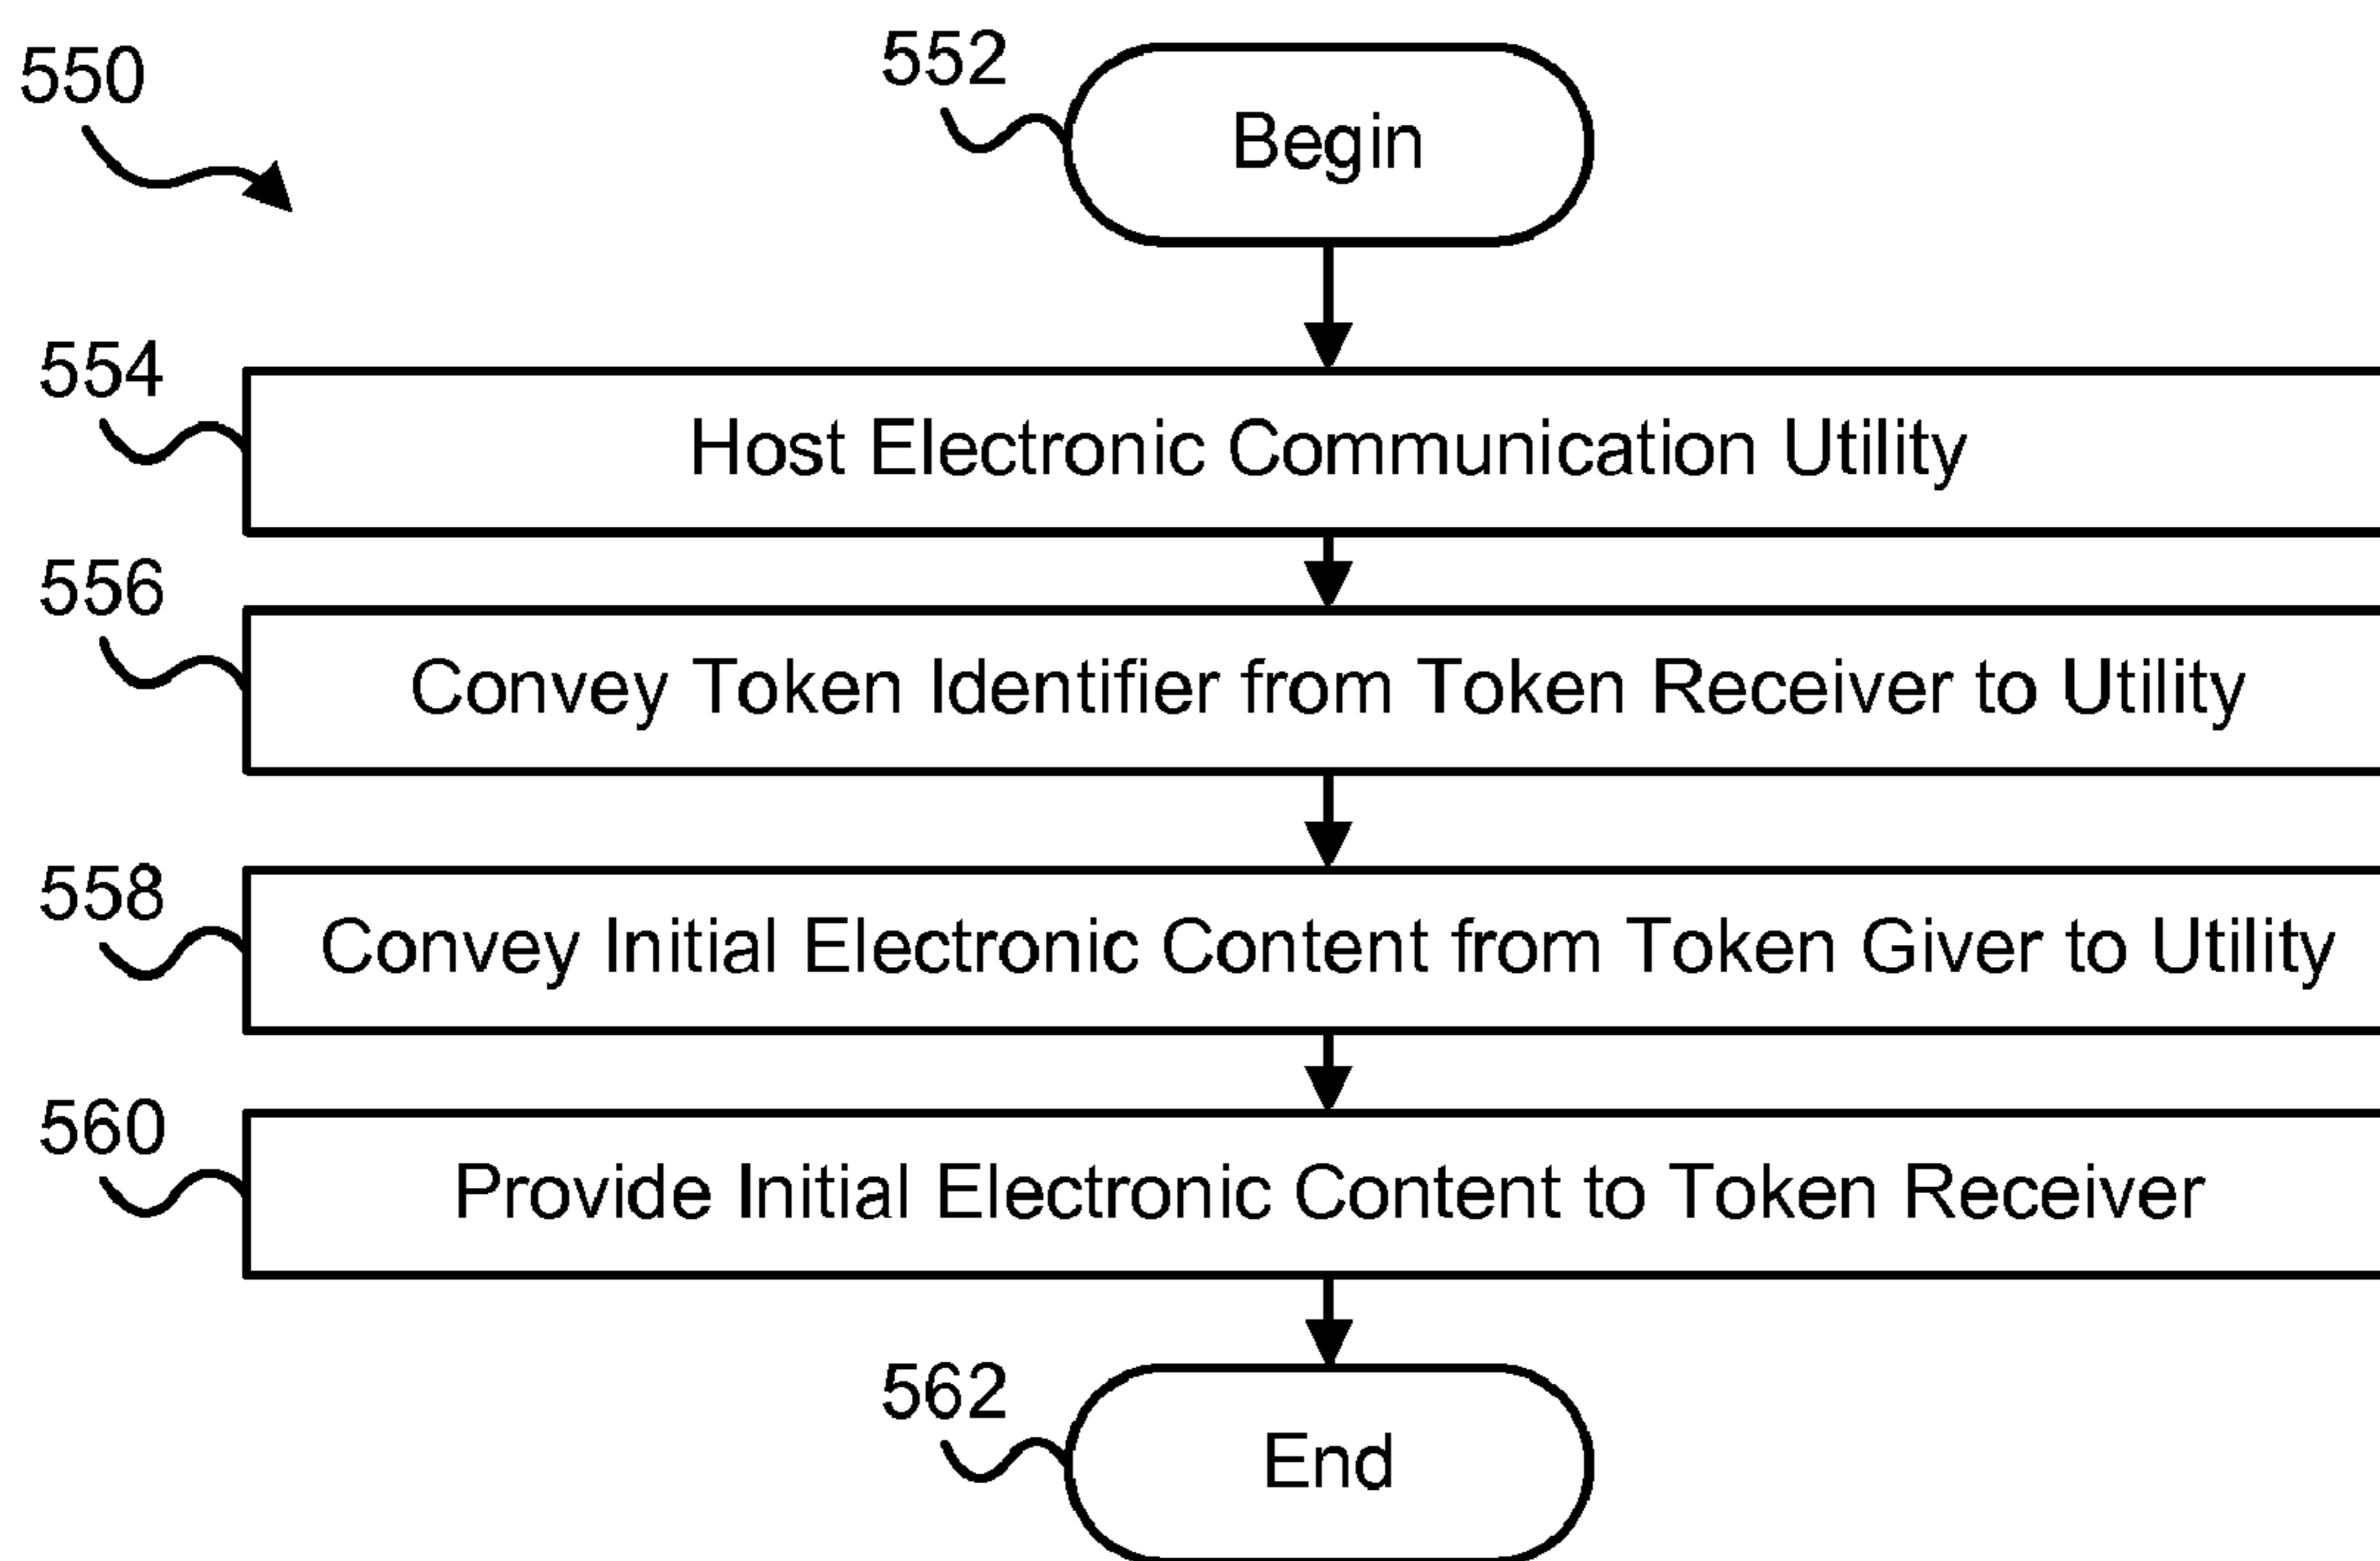 550
552
Begin
554
Host Electronic Communication Utility
556
Convey Token Identifier from Token Receiver to Utility
558
Convey Initial Electronic Content from Token Giver to Utility
560
Provide Initial Electronic Content to Token Receiver
562
End